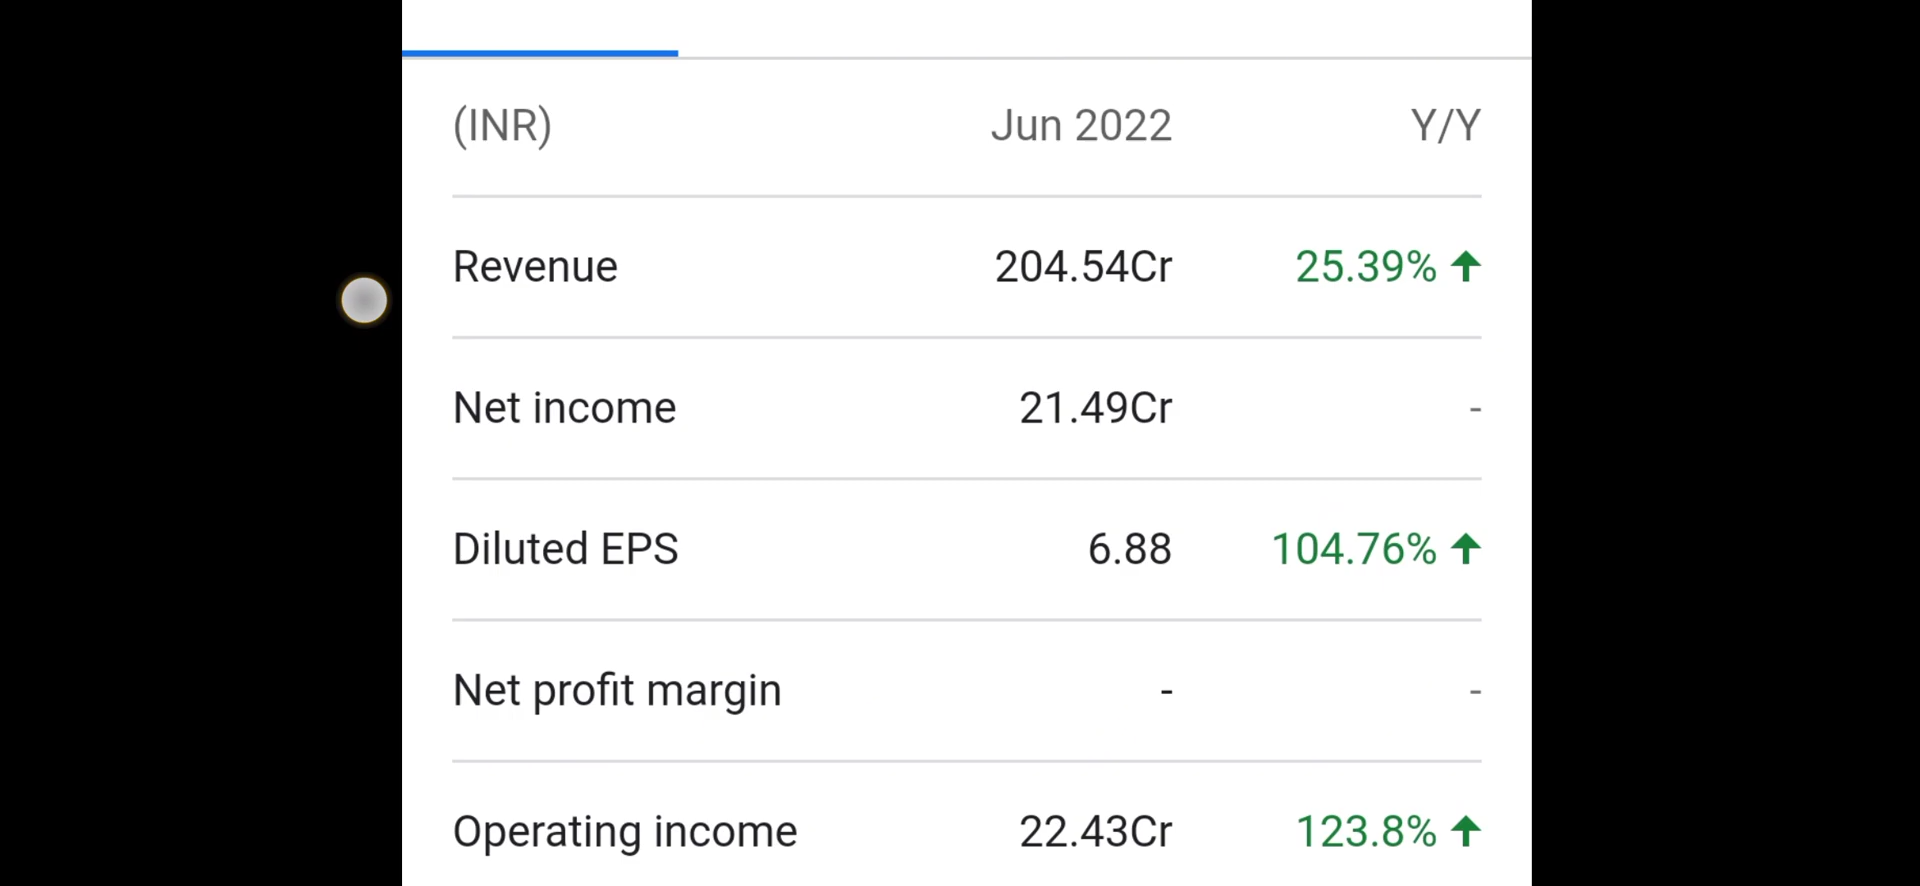 (INR) Jun 2022 Y/Y
Revenue 204.54Cr 25.39% ↑
Net income 21.49Cr -
Diluted EPS 6.88 104.76% ↑
Net profit margin - -
Operating income 22.43Cr 123.8% ↑